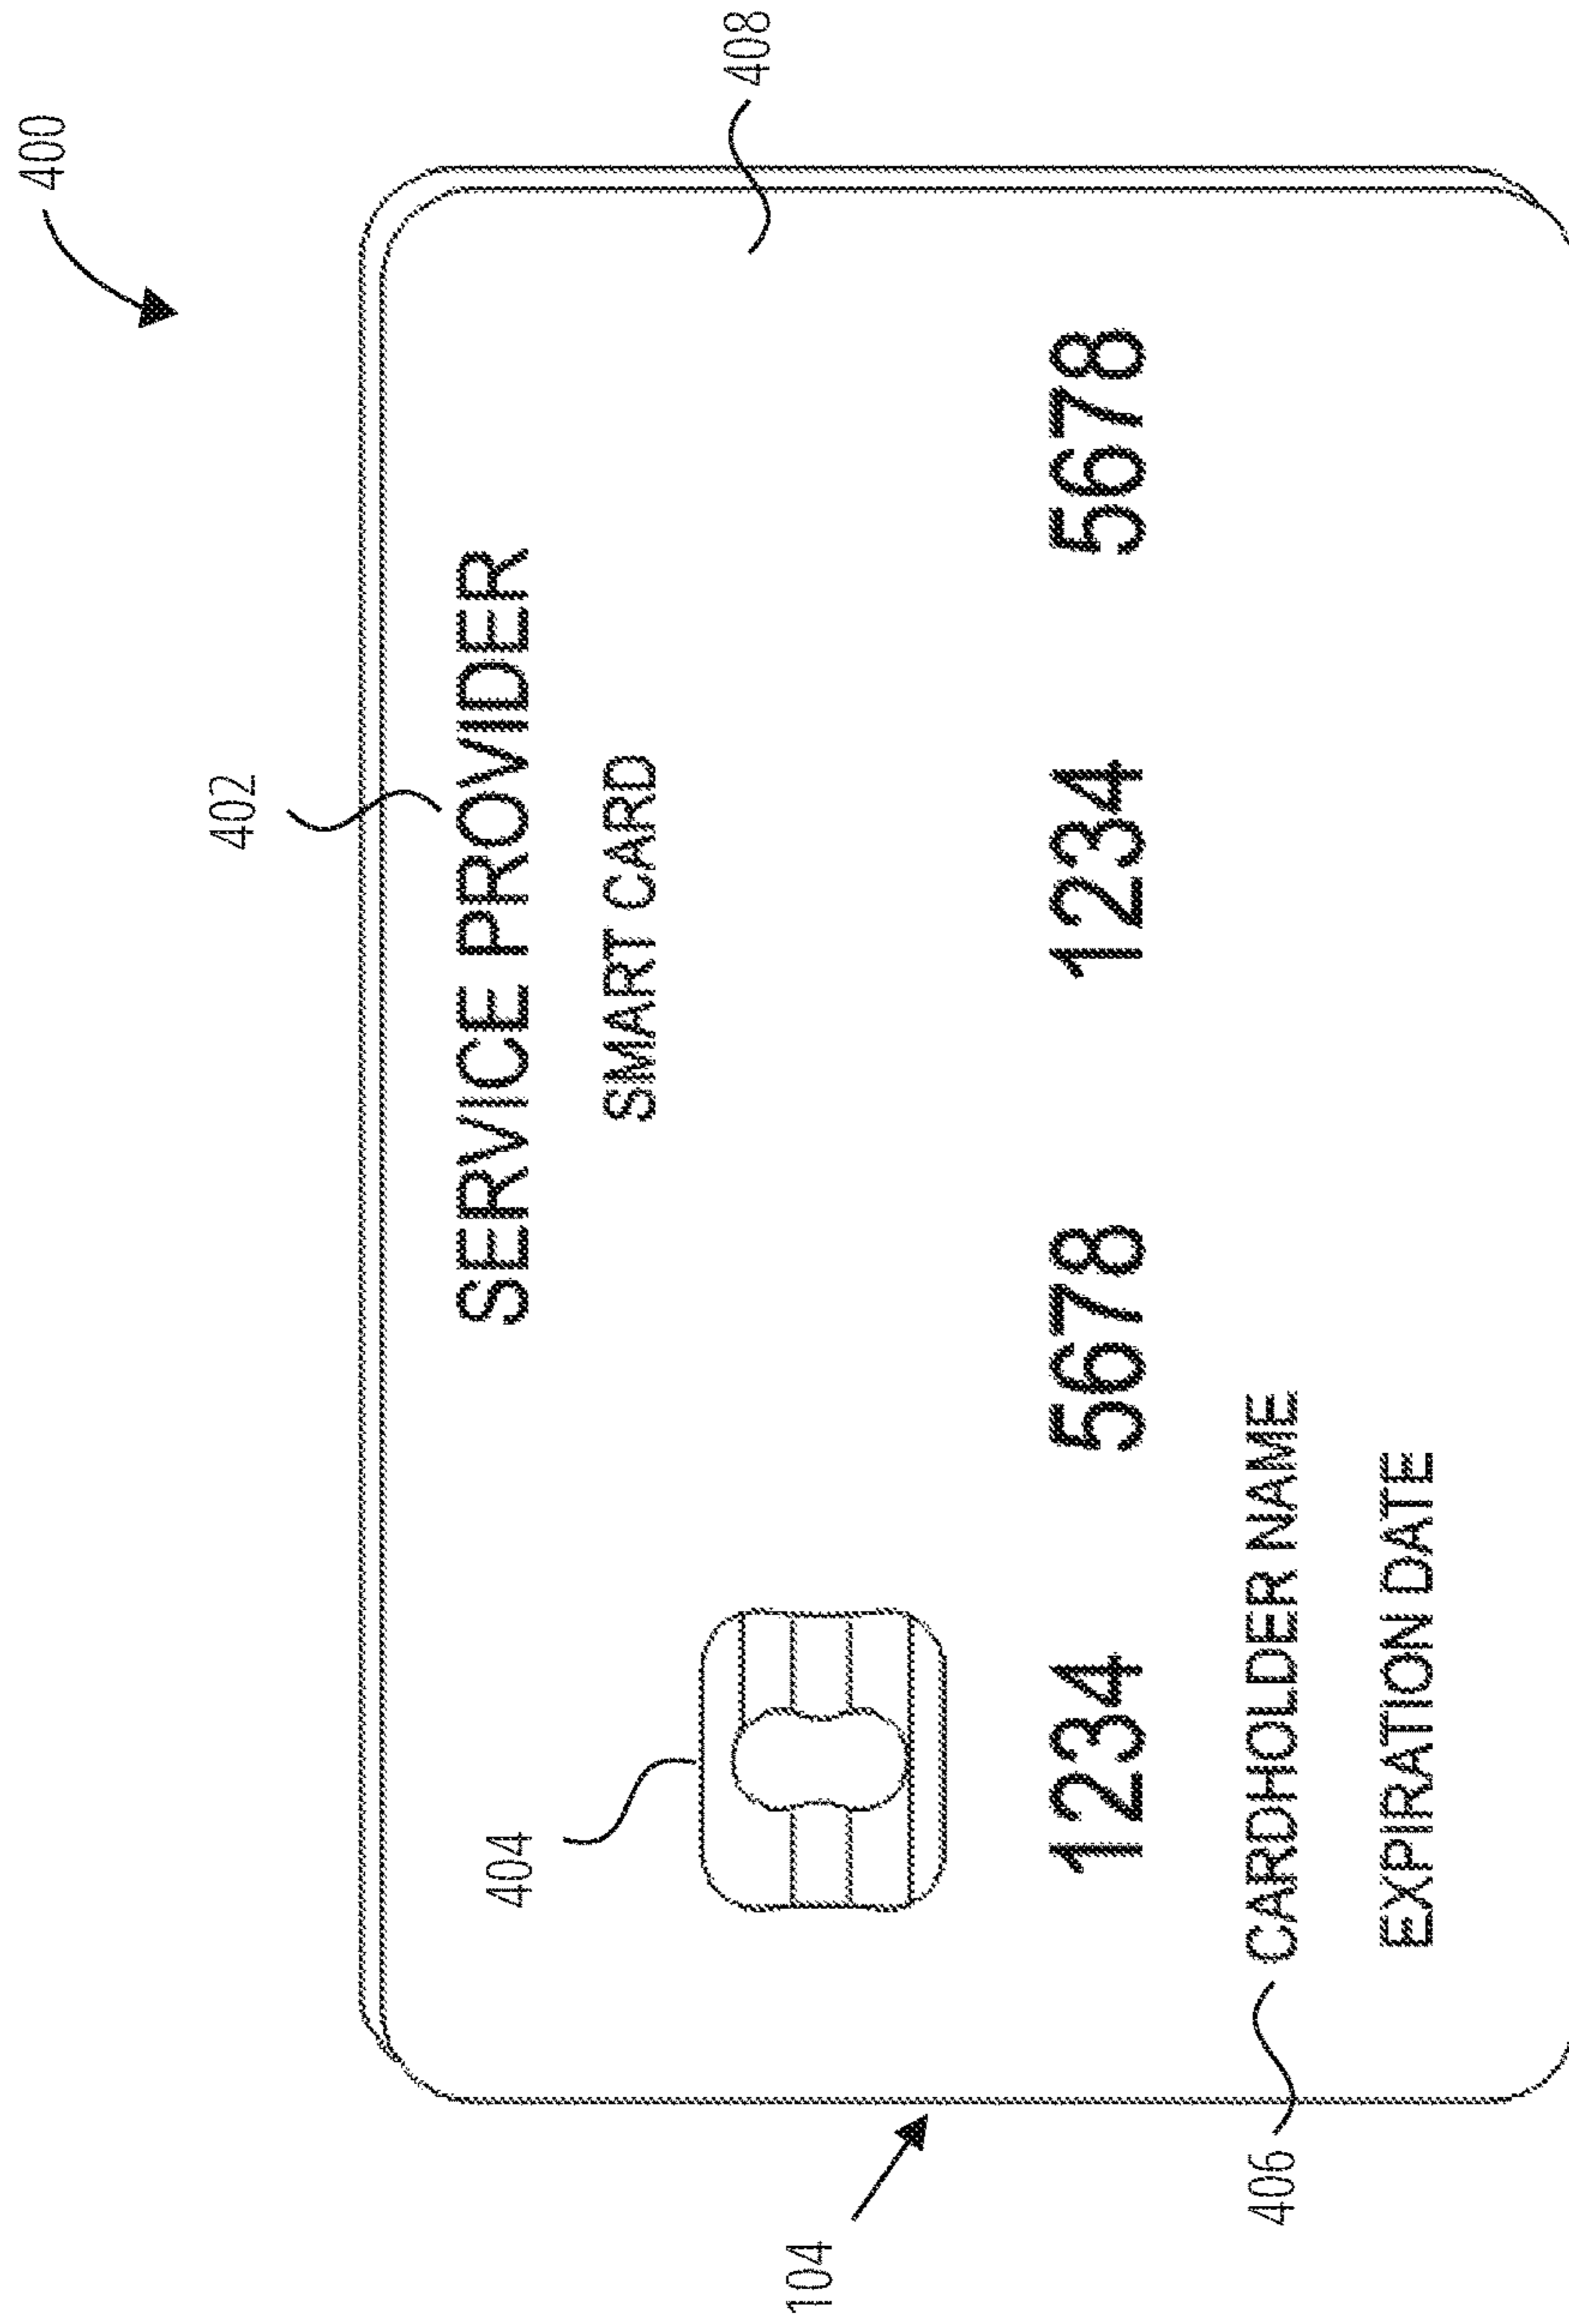 400
402
SERVICE PROVIDER
404
SMART CARD
408
1234 5678 1234 5678
104
CARDHOLDER NAME
406
EXPIRATION DATE